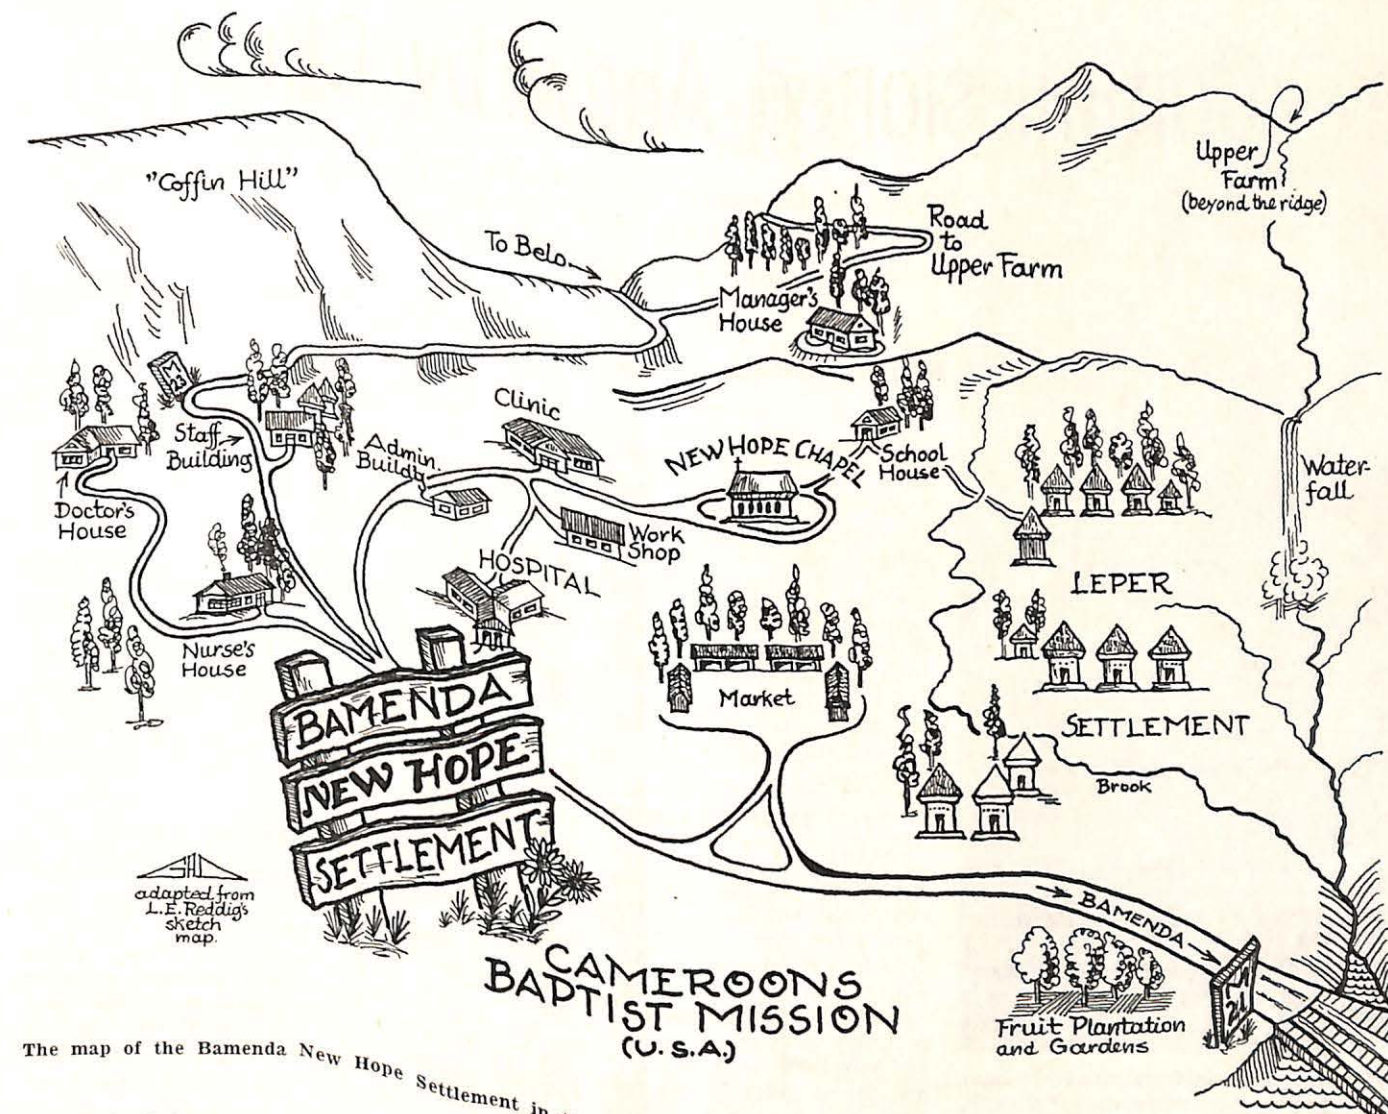 "Coffin Hill"
To Belo
Upper
Farm
(beyond the ridge)
Road
to
Upper Farm
Manager's
House
M
23
Staff
Building
Doctor's
House
Clinic
Admin.
Build'g
NEW HOPE CHAPEL
School
House
Water-
fall
Work
Shop
HOSPITAL
Nurse's
House
LEPER
SETTLEMENT
Market
Brook
BAMENDA
NEW HOPE
SETTLEMENT
adapted from
L.E. Reddig's
sketch
map.
BAMENDA
M
21
CAMEROONS
BAPTIST MISSION
(U.S.A.)
Fruit Plantation
and Gardens
The map of the Bamenda New Hope Settlement in